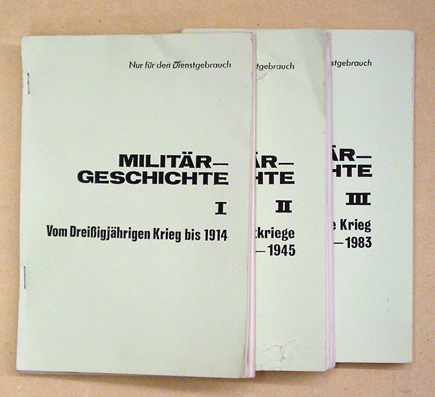 Nur für den Dienstgebrauch
MILITÄR—
GESCHICHTE
I
Vom Dreißigjährigen Krieg bis 1914
stgebrauch
ÄR—
HTE
II
kriege
—1945
stgebrauch
ÄR—
HTE
III
e Krieg
—1983